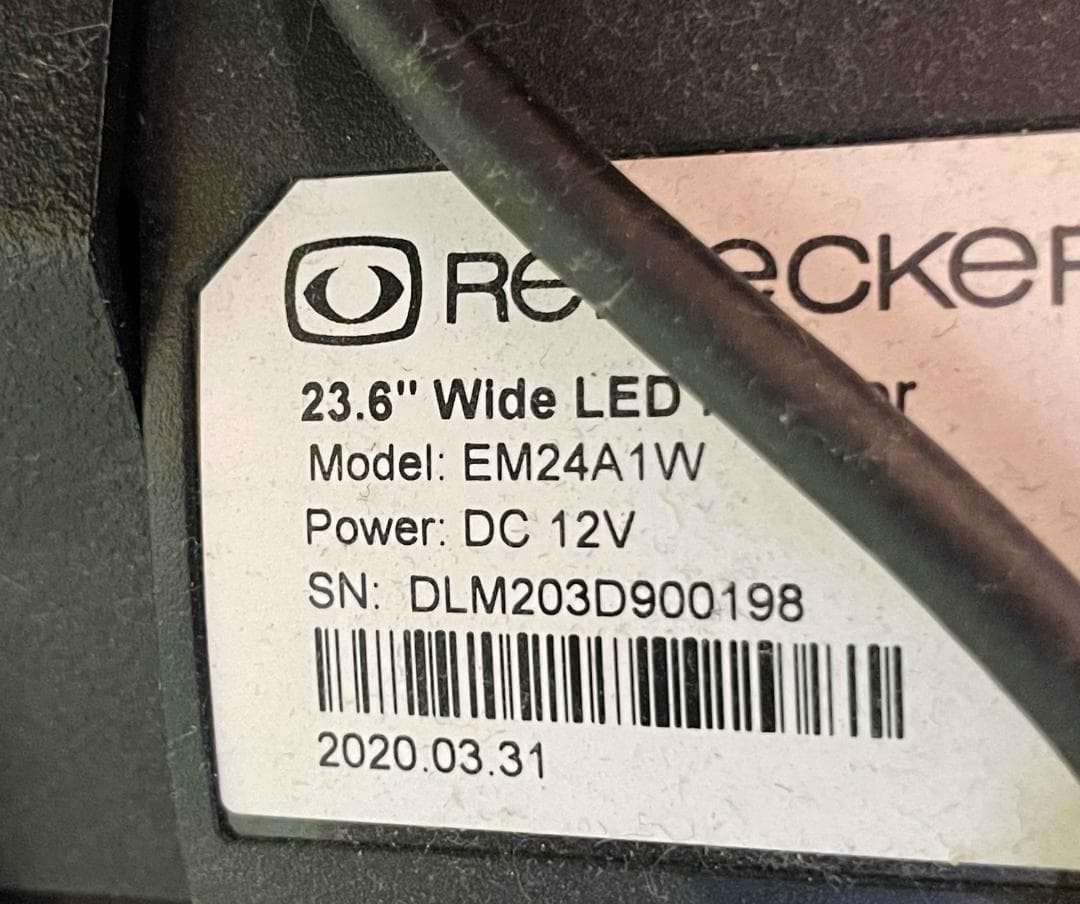 23.6" Wide LED
Model: EM24A1W
Power: DC 12V
SN: DLM203D900198
2020.03.31